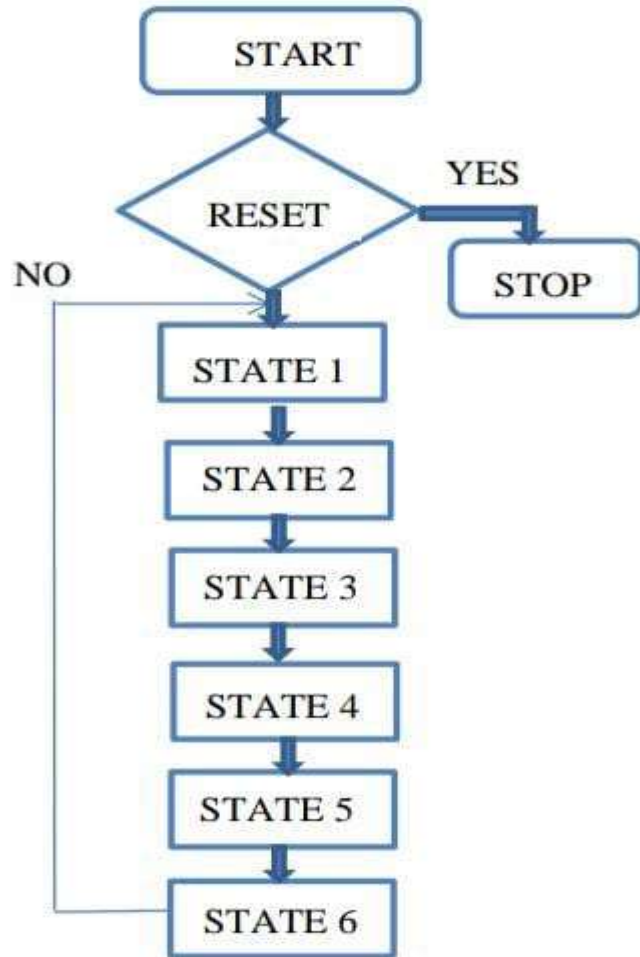 START
YES
RESET
NO
STOP
STATE 1
STATE 2
STATE 3
STATE 4
STATE 5
STATE 6